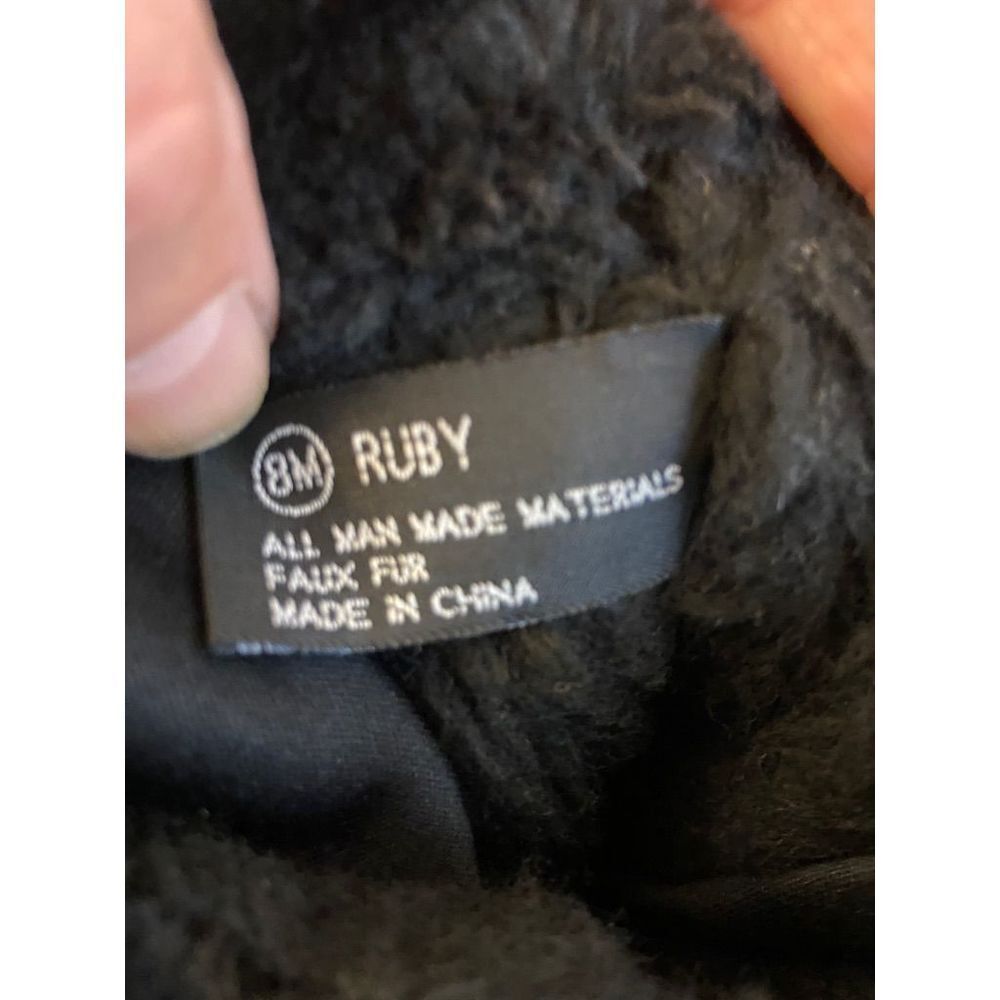 8M RUBY
ALL MAN MADE MATERIALS
FAUX FUR
MADE IN CHINA